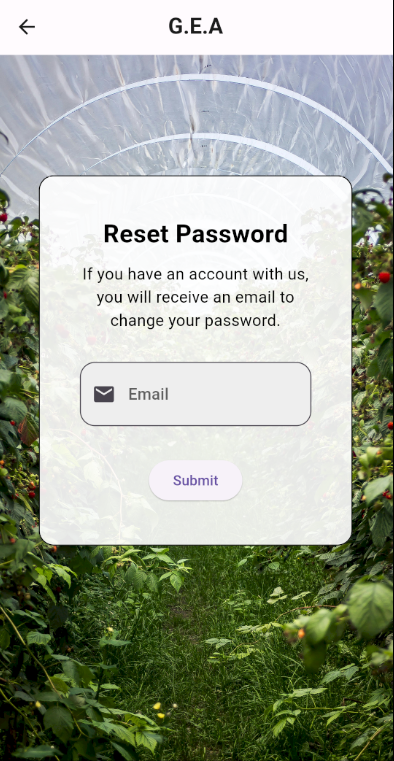 G.E.A
Reset Password
If you have an account with us,
you will receive an email to
change your password.
Email
Submit